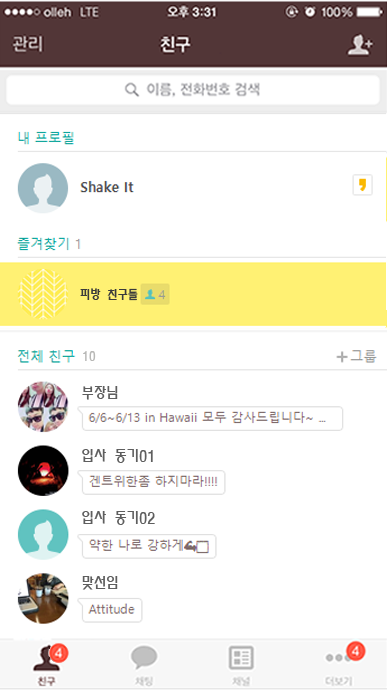 olleh LTE 오후 3:31 100%
관리 친구
이름, 전화번호 검색
내 프로필
Shake It
즐겨찾기 1
피방 친구들 4
전체 친구 10 +그룹
부장님
6/6~6/13 in Hawaii 모두 감사드립니다~ ...
입사 동기01
겐트위한좀 하지마라!!!!
입사 동기02
약한 나로 강하게
맞선임
Attitude
4 4
친구 채팅 채널 더보기